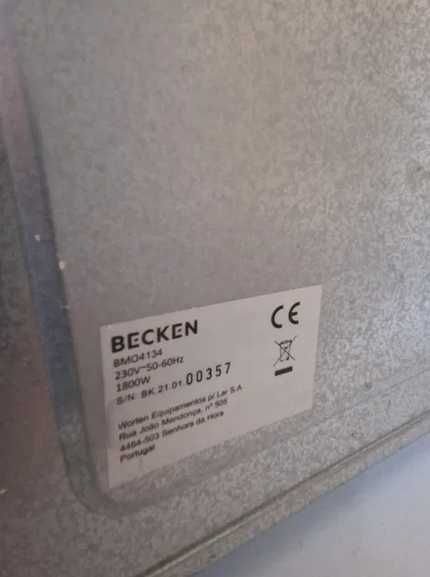 BECKEN
BMO4134
230V~50-60Hz
1800W
S/N: BK.21.01.00357
Worten Equipamentos p/ Lar S.A
Rua João Mendonça, nº 505
4464-503 Senhora da Hora
Portugal
CE